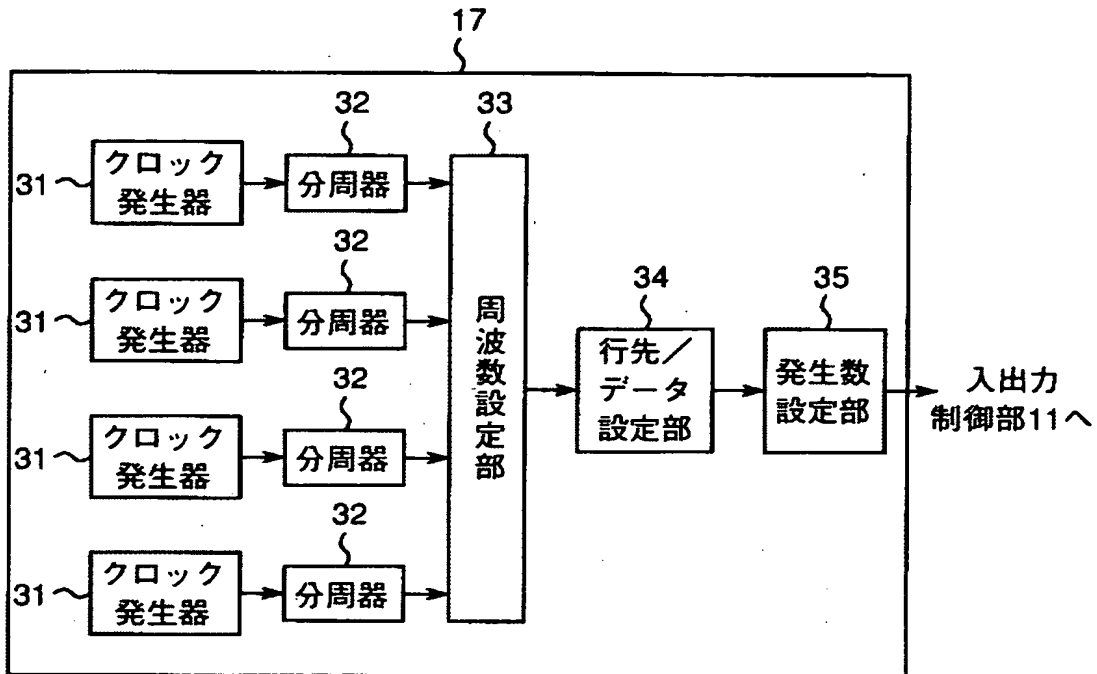 17
32
33
31
クロック
発生器
分周器
32
31
クロック
発生器
分周器
周波数設定部
34
行先／
データ
設定部
35
発生数
設定部
入出力
制御部11へ
32
31
クロック
発生器
分周器
32
31
クロック
発生器
分周器